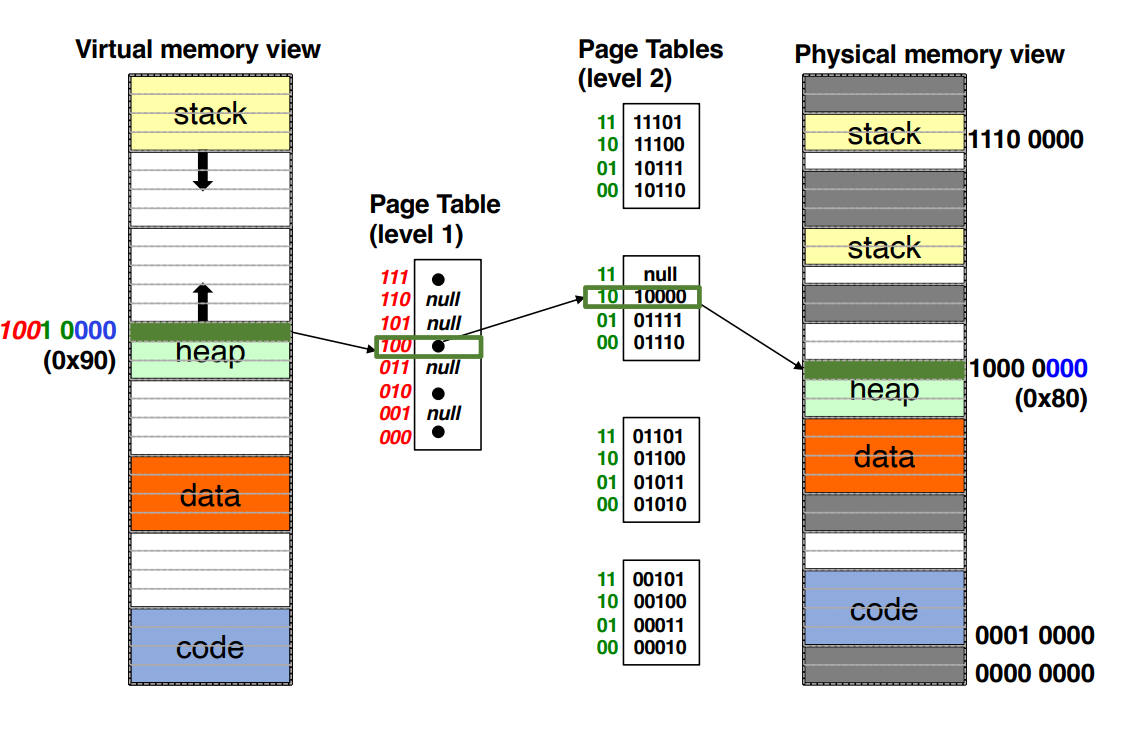 Virtual memory view
stack
1001 0000
(0x90)
heap
data
code
Page Table
(level 1)
111
110 null
101 null
100
011 null
010
001 null
000
Page Tables
(level 2)
11 11101
10 11100
01 10111
00 10110
11 null
10 10000
01 01111
00 01110
11 01101
10 01100
01 01011
00 01010
11 00101
10 00100
01 00011
00 00010
Physical memory view
stack
1110 0000
stack
1000 0000
(0x80)
heap
data
code
0001 0000
0000 0000